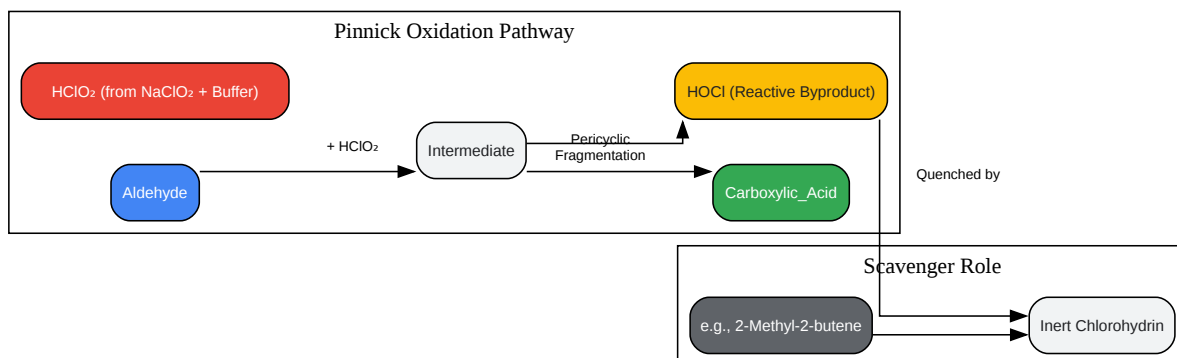 Pinnick Oxidation Pathway
HClO₂ (from NaClO₂ + Buffer)
HOCl (Reactive Byproduct)
+ HClO₂
Intermediate
Pericyclic
Fragmentation
Aldehyde
Carboxylic_Acid
Quenched by
Scavenger Role
e.g., 2-Methyl-2-butene
Inert Chlorohydrin